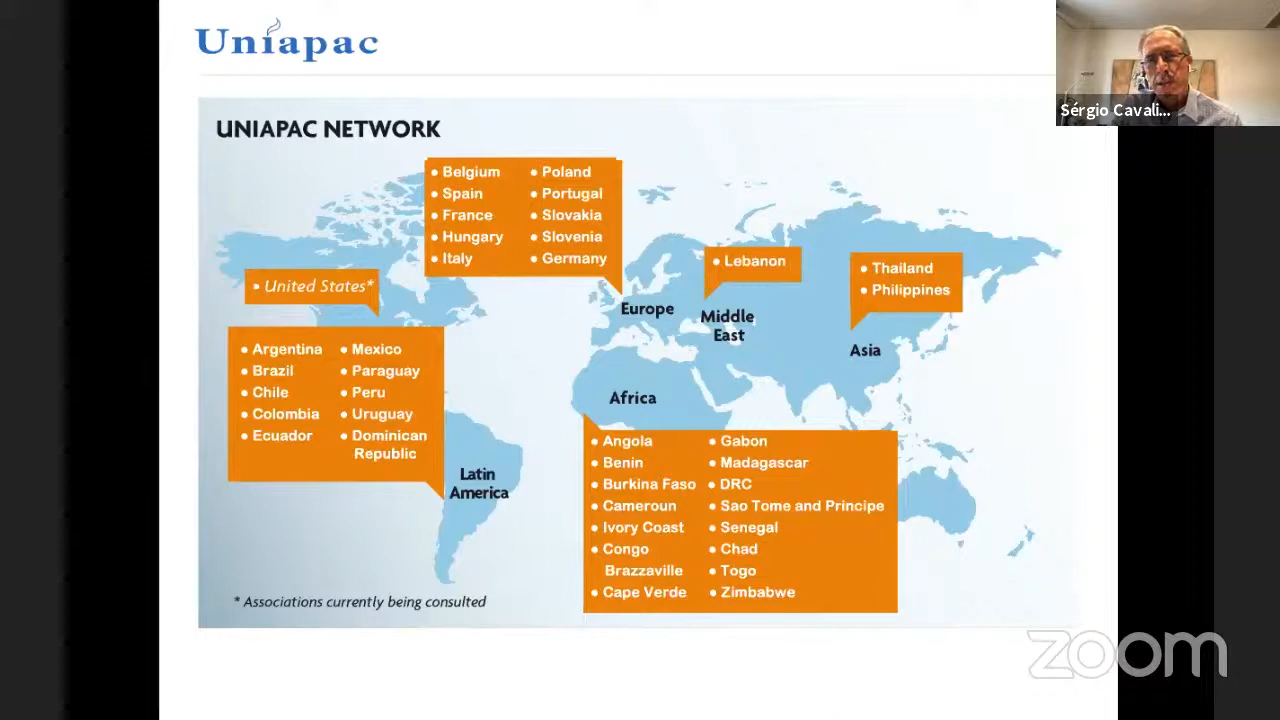 Uniapac
Sérgio Cavali...
UNIAPAC NETWORK
• Belgium
• Spain
• France
• Hungary
• Italy
• Poland
• Portugal
• Slovakia
• Slovenia
• Germany
• Lebanon
• Thailand
• Philippines
• United States*
Europe
Middle
East
Asia
• Argentina
• Brazil
• Chile
• Colombia
• Ecuador
• Mexico
• Paraguay
• Peru
• Uruguay
• Dominican
Republic
Africa
Latin
America
• Angola
• Benin
• Burkina Faso
• Cameroun
• Ivory Coast
• Congo
Brazzaville
• Cape Verde
• Gabon
• Madagascar
• DRC
• Sao Tome and Principe
• Senegal
• Chad
• Togo
• Zimbabwe
* Associations currently being consulted
zoom